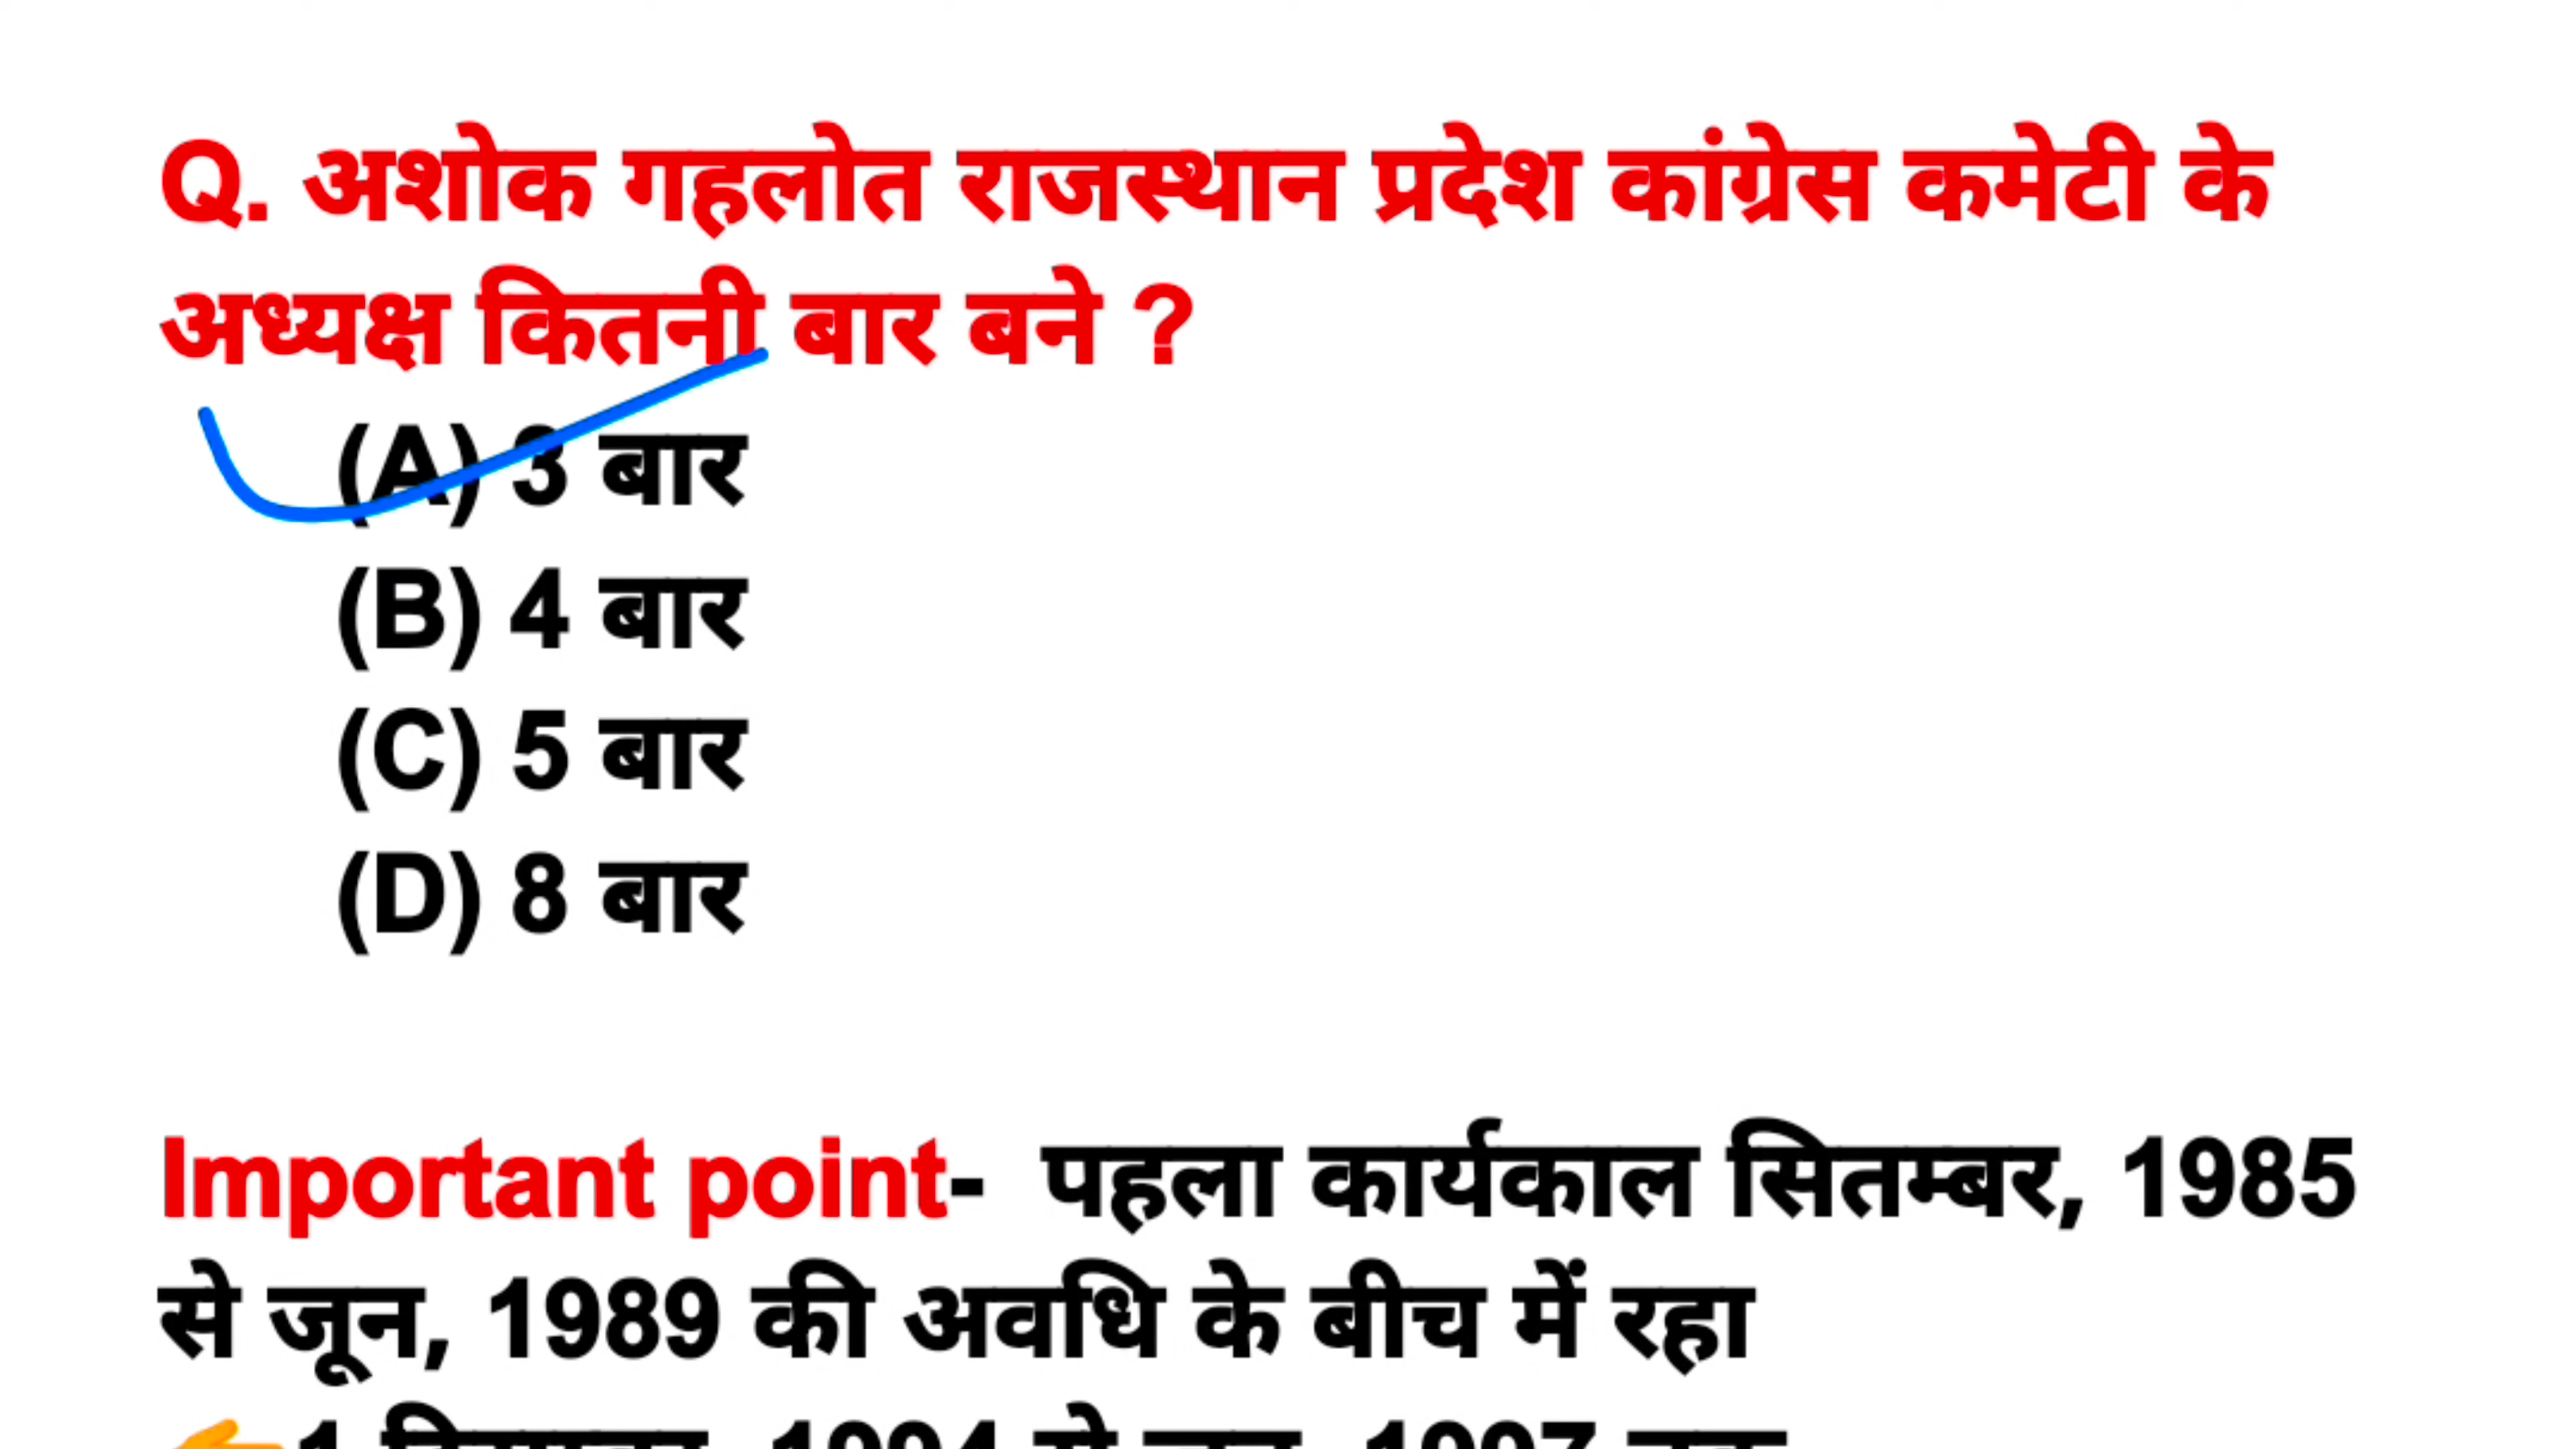 Q. अशोक गहलोत राजस्थान प्रदेश कांग्रेस कमेटी के
अध्यक्ष कितनी बार बने ?
(A) 3 बार
(B) 4 बार
(C) 5 बार
(D) 8 बार
Important point- पहला कार्यकाल सितम्बर, 1985
से जून, 1989 की अवधि के बीच में रहा